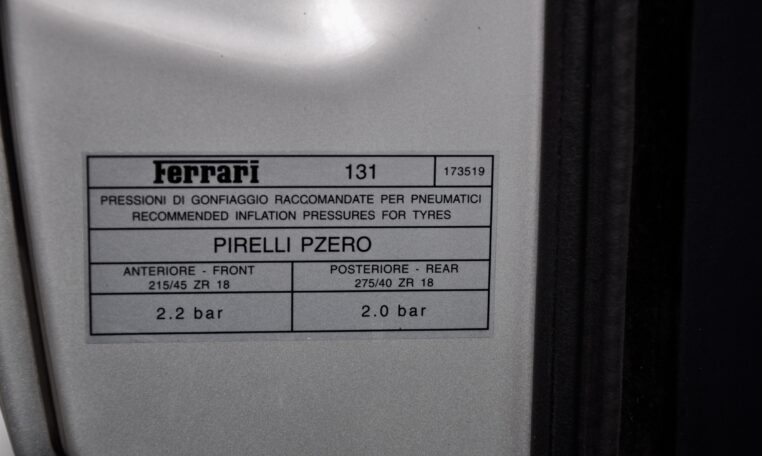 Ferrari 131 173519
PRESSIONI DI GONFIAGGIO RACCOMANDATE PER PNEUMATICI
RECOMMENDED INFLATION PRESSURES FOR TYRES
PIRELLI PZERO
ANTERIORE - FRONT POSTERIORE - REAR
215/45 ZR 18 275/40 ZR 18
2.2 bar 2.0 bar